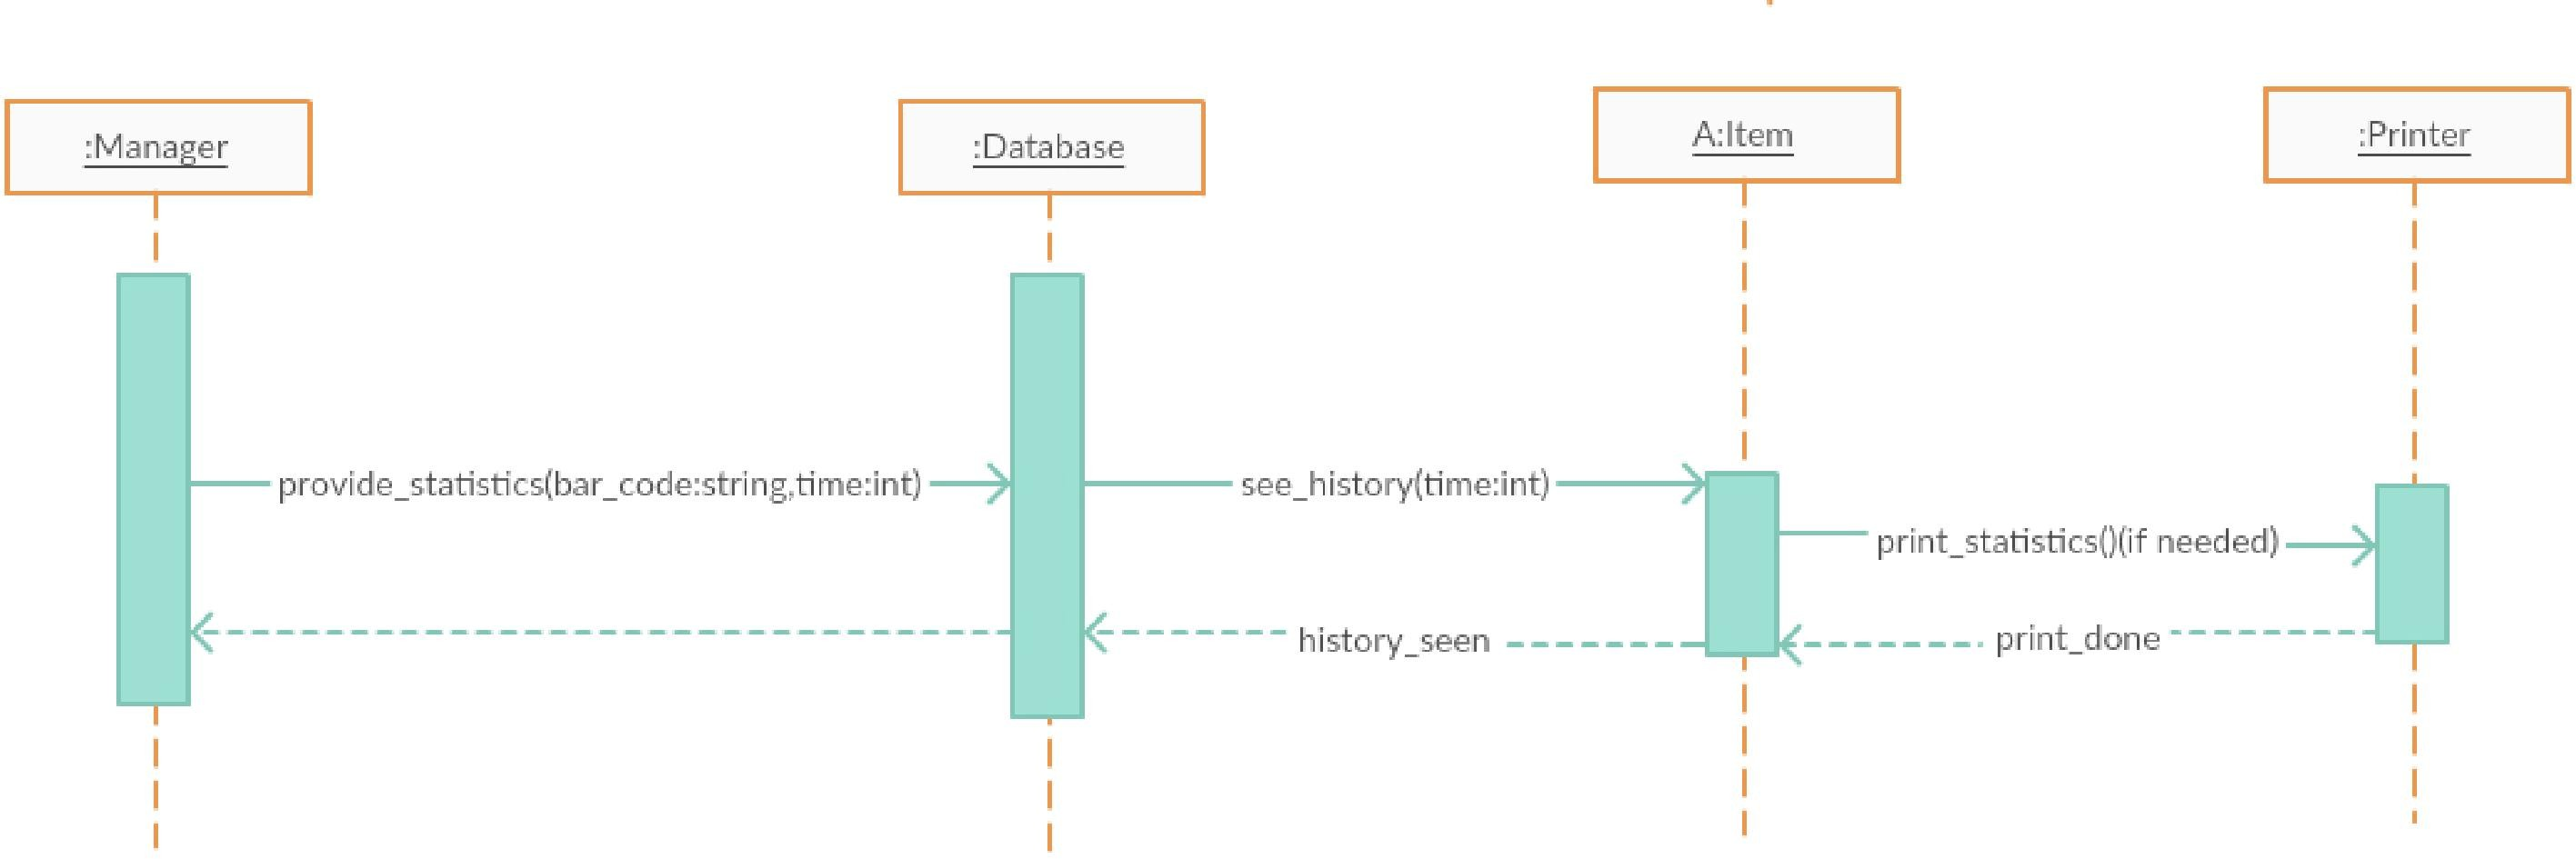 :Manager
:Database
A:Item
:Printer
provide_statistics(bar_code:string,time:int)
see_history(time:int)
print_statistics()(if needed)
history_seen
print_done